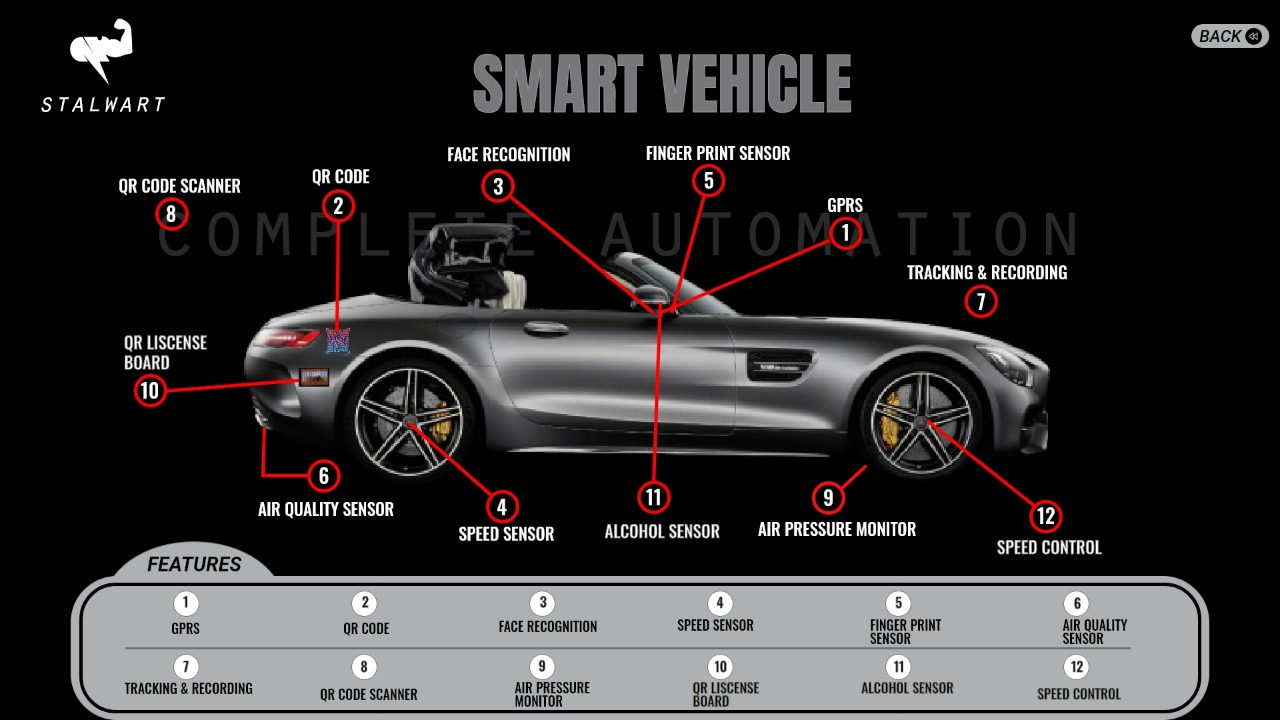 STALWART
BACK
SMART VEHICLE
COMPLETE AUTOMATION
FACE RECOGNITION
3
FINGER PRINT SENSOR
5
QR CODE
2
QR CODE SCANNER
8
GPRS
1
TRACKING & RECORDING
7
QR LISCENSE
BOARD
10
6
AIR QUALITY SENSOR
4
SPEED SENSOR
11
ALCOHOL SENSOR
9
AIR PRESSURE MONITOR
12
SPEED CONTROL
FEATURES
1
GPRS
2
QR CODE
3
FACE RECOGNITION
4
SPEED SENSOR
5
FINGER PRINT
SENSOR
6
AIR QUALITY
SENSOR
7
TRACKING & RECORDING
8
QR CODE SCANNER
9
AIR PRESSURE
MONITOR
10
QR LISCENSE
BOARD
11
ALCOHOL SENSOR
12
SPEED CONTROL